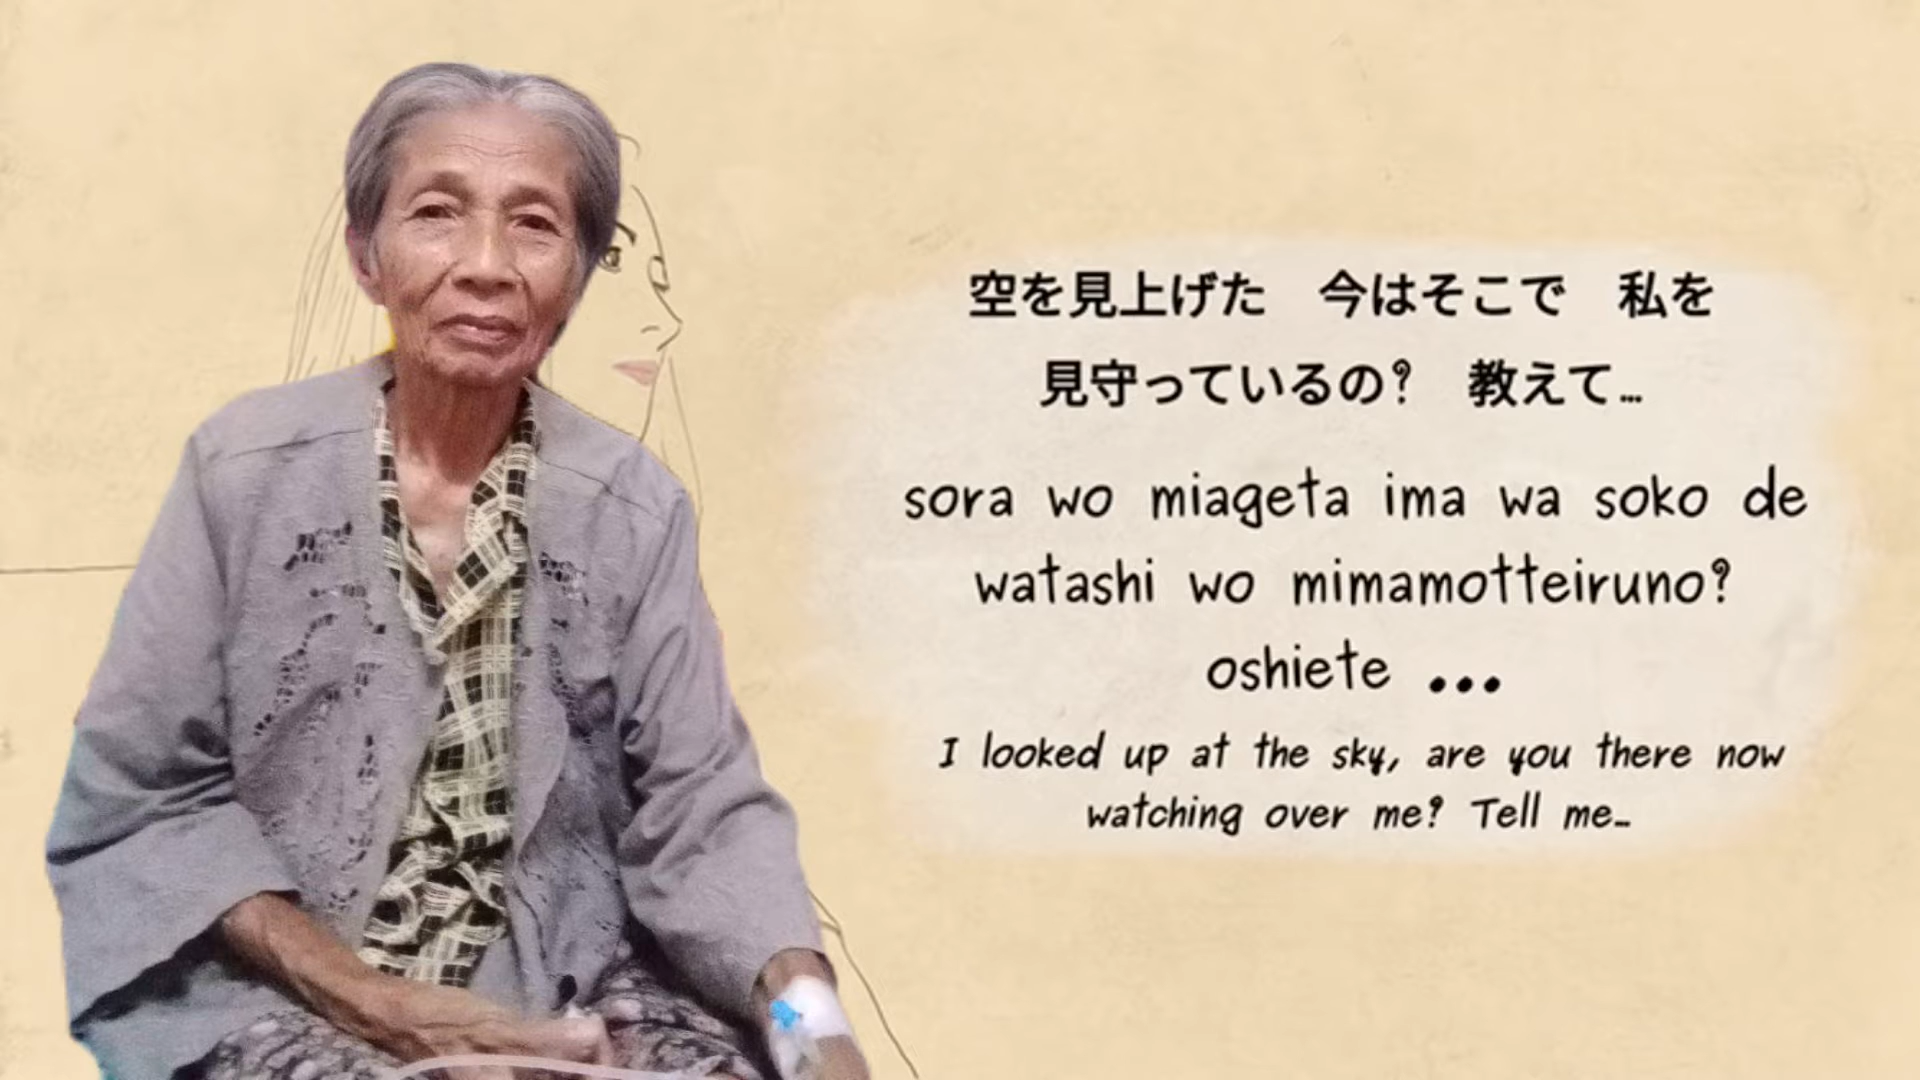 空を見上げた　今はそこで　私を
見守っているの?　教えて...
sora wo miageta ima wa soko de
watashi wo mimamotteiruno?
oshiete ...
I looked up at the sky, are you there now
watching over me? Tell me...